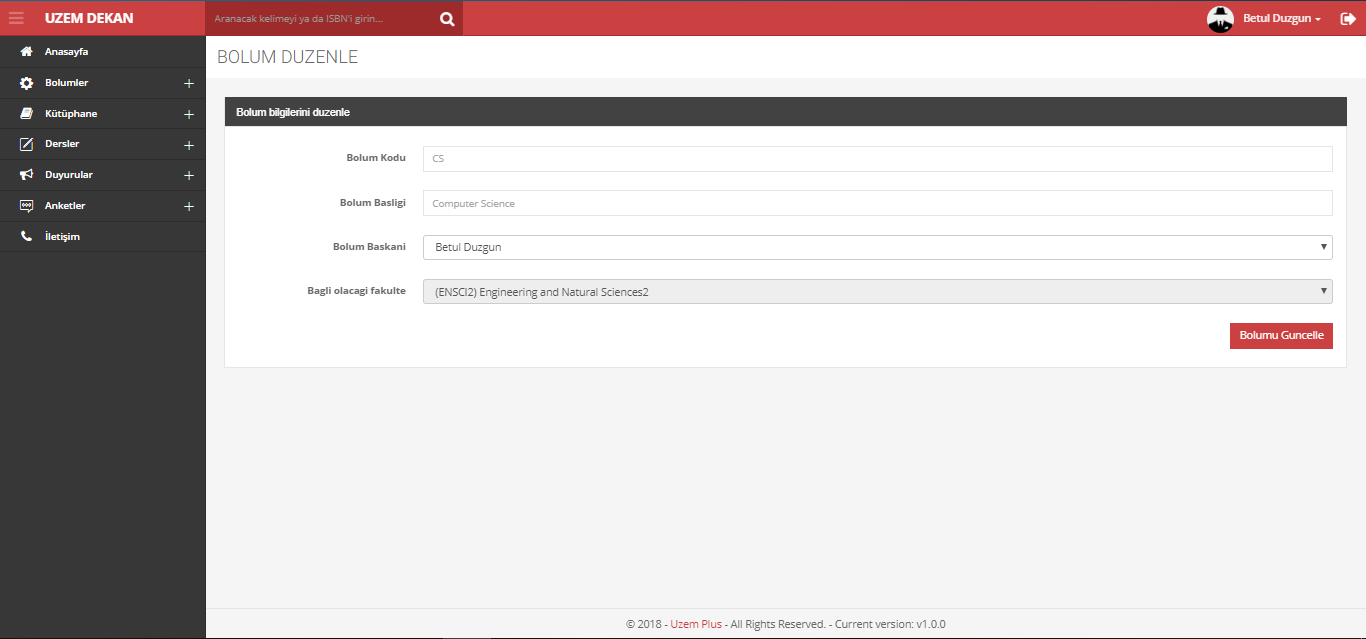 UZEM DEKAN
Aranacak kelimeyi ya da ISBN'i girin...
Betul Duzgun
Anasayfa
Bolumler
Kütüphane
Dersler
Duyurular
Anketler
İletişim
BOLUM DUZENLE
Bolum bilgilerini duzenle
Bolum Kodu CS
Bolum Basligi Computer Science
Bolum Baskani Betul Duzgun
Bagli olacagi fakulte (ENSCI2) Engineering and Natural Sciences2
Bolumu Guncelle
© 2018 - Uzem Plus - All Rights Reserved. - Current version: v1.0.0